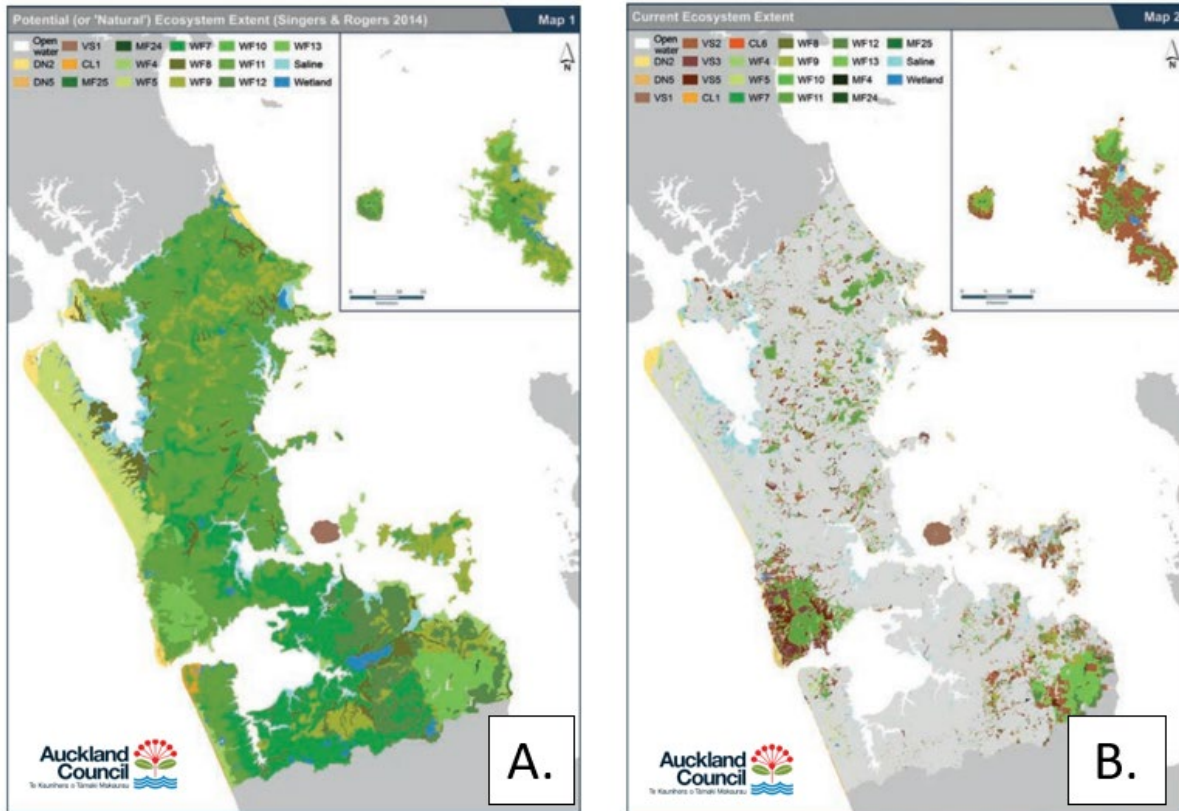 Potential (or 'Natural') Ecosystem Extent (Singers & Rogers 2014) Map 1
Open water VS1 MF24 WF7 WF10 WF13
DN2 CL1 WF4 WF8 WF11 Saline
DN5 MF25 WF5 WF9 WF12 Wetland
N
Auckland
Council
Te Kaunihera o Tāmaki Makaurau
A.
Current Ecosystem Extent Map 2
Open water VS2 CL6 WF8 WF12 MF25
DN2 VS3 WF4 WF9 WF13 Saline
DN5 VS5 WF5 WF10 MF4 Wetland
VS1 CL1 WF7 WF11 MF24
N
Auckland
Council
Te Kaunihera o Tāmaki Makaurau
B.